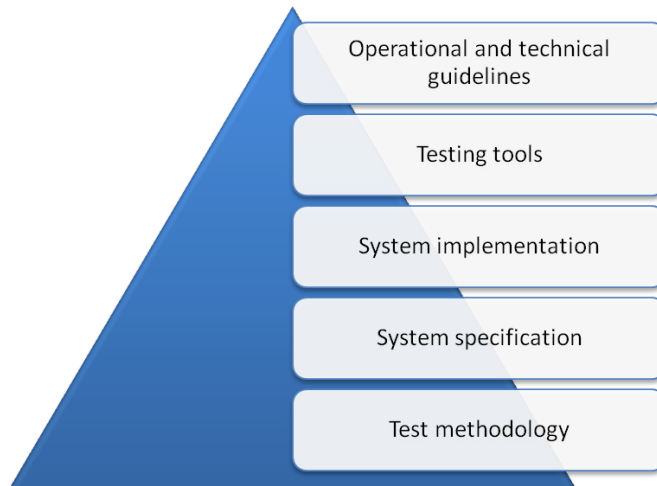 Operational and technical
guidelines
Testing tools
System implementation
System specification
Test methodology